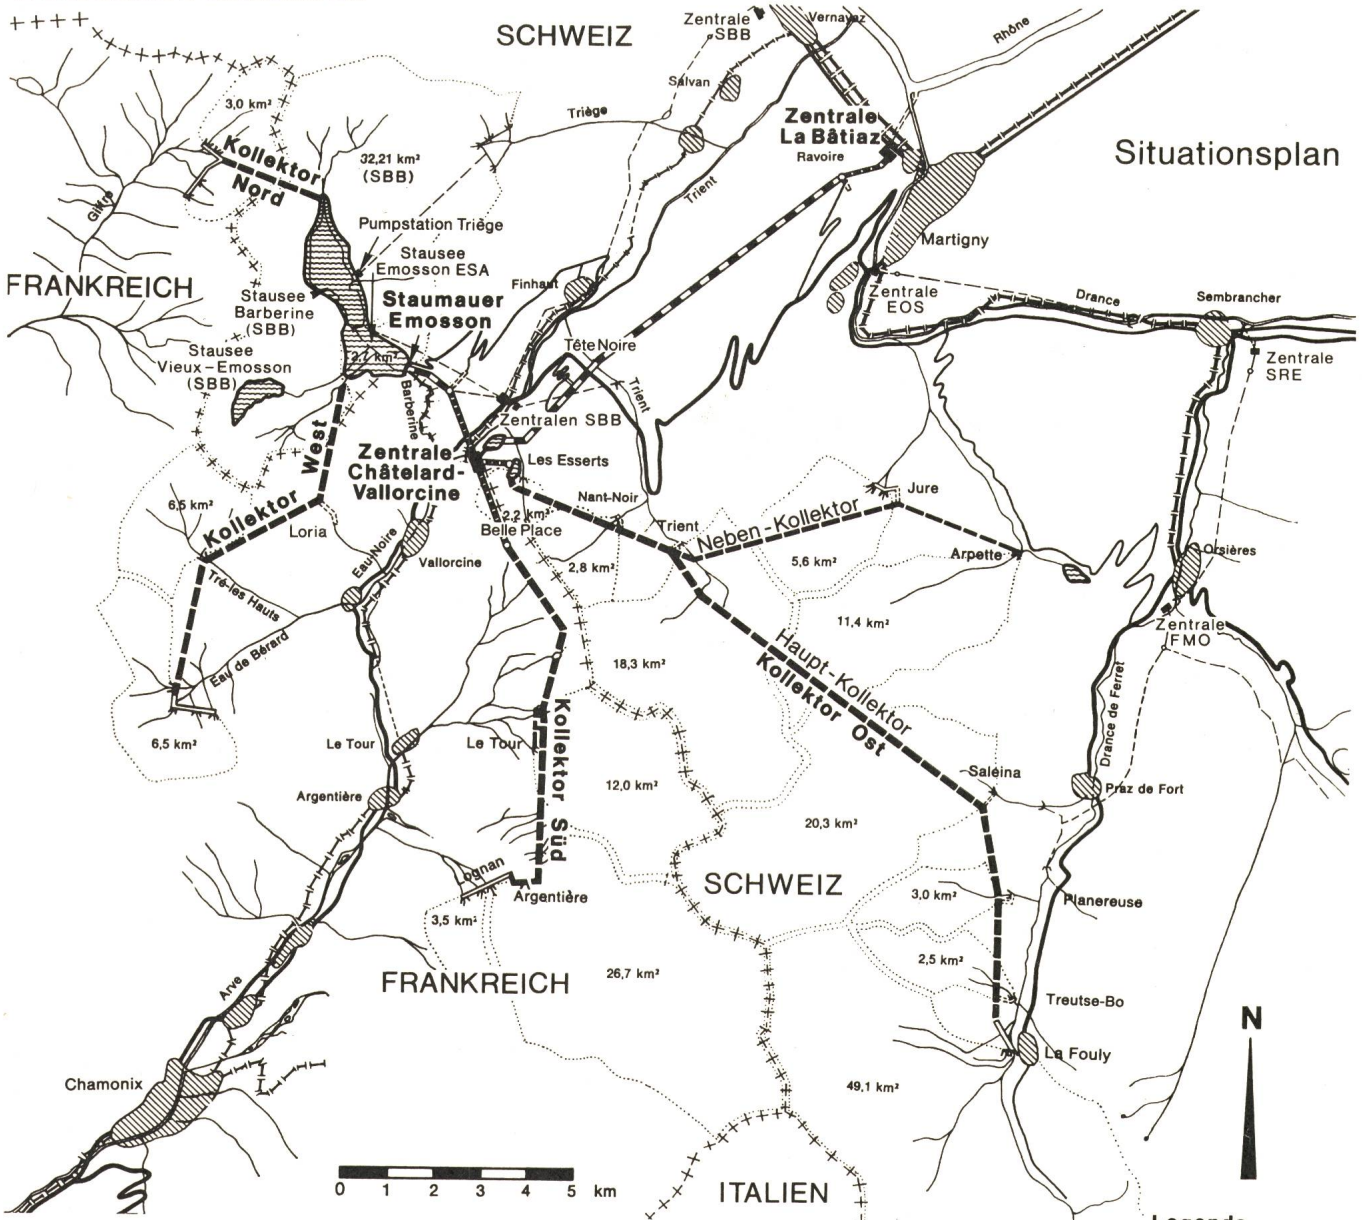 SCHWEIZ
Zentrale
SBB
Vernayaz
Rhône
Salvan
3,0 km²
Triège
Zentrale
La Bâtiaz
Ravoire
Situationsplan
Kollektor
Nord
32,21 km²
(SBB)
Giffre
Trient
Pumpstation Triège
Martigny
Stausee
Emosson ESA
FRANKREICH
Finhaut
Stausee
Barberine
(SBB)
Staumauer
Emosson
Zentrale
EOS
Drance
Sembrancher
Stausee
Vieux-Emosson
(SBB)
2,7 km²
Tête Noire
Zentrale
SRE
Barberine
Trient
Zentralen SBB
West
Zentrale
Châtelard-
Vallorcine
Les Esserts
Jure
6,5 km²
Kollektor
Nant-Noir
2,2 km²
Belle Place
Trient
Neben-Kollektor
Loria
Eau Noire
Vallorcine
Arpette
Orsières
5,6 km²
2,8 km²
Tré-les Hauts
11,4 km²
Zentrale
FMO
Eau de Bérard
18,3 km²
Haupt-Kollektor
Kollektor Ost
Drance de Ferret
6,5 km²
Le Tour
Le Tour
Kollektor Süd
Saleina
Praz de Fort
Argentière
12,0 km²
20,3 km²
Lognan
SCHWEIZ
Argentière
3,0 km²
Planereuse
3,5 km²
2,5 km²
FRANKREICH
26,7 km²
Arve
Treutse-Bo
N
La Fouly
Chamonix
49,1 km²
0 1 2 3 4 5 km
ITALIEN
Legende